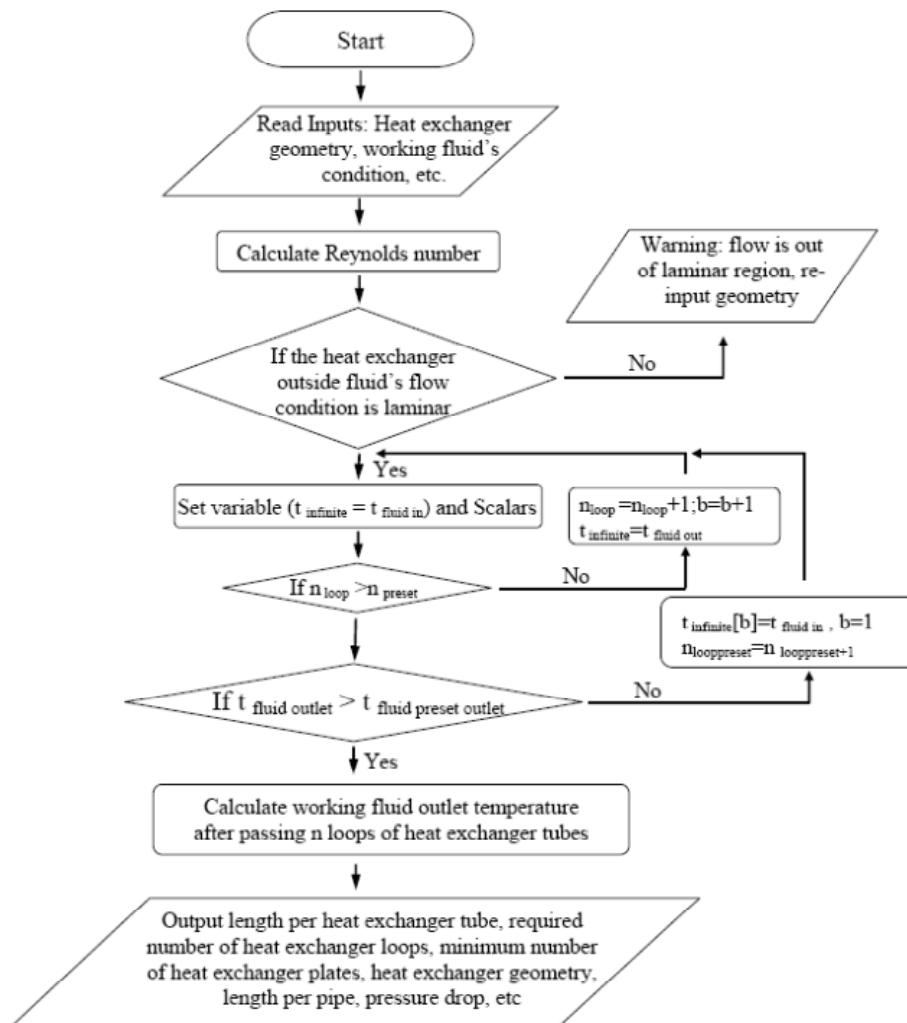 Start
Read Inputs: Heat exchanger
geometry, working fluid's
condition, etc.
Calculate Reynolds number
Warning: flow is out
of laminar region, re-
input geometry
If the heat exchanger
outside fluid's flow
condition is laminar
No
Yes
Set variable (t infinite = t fluid in) and Scalars
n loop =n loop+1;b=b+1
t infinite=t fluid out
If n loop >n preset
No
t infinite[b]=t fluid in , b=1
n looppreset=n looppreset+1
If t fluid outlet > t fluid preset outlet
No
Yes
Calculate working fluid outlet temperature
after passing n loops of heat exchanger tubes
Output length per heat exchanger tube, required
number of heat exchanger loops, minimum number
of heat exchanger plates, heat exchanger geometry,
length per pipe, pressure drop, etc